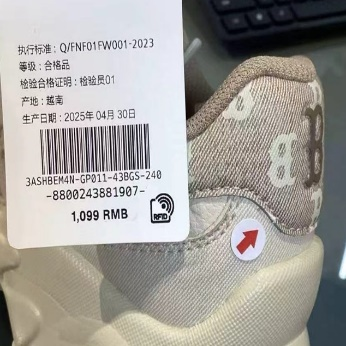 执行标准: Q/FNF01FW001-2023
等级: 合格品
检验合格证明: 检验员01
产地: 越南
生产日期: 2025年 04月 30日
3ASHBEM4N-GP011-43BGS-240
-8800243881907-
1,099 RMB
RFID
B B